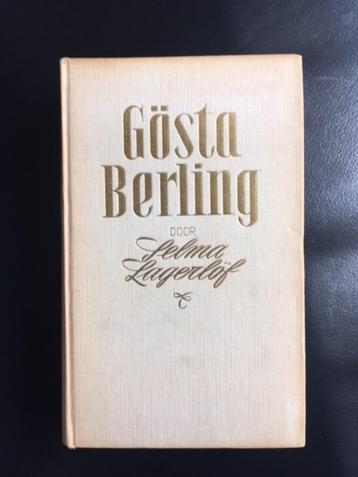 Gösta
Berling
DOOR
Selma
Lagerlöf